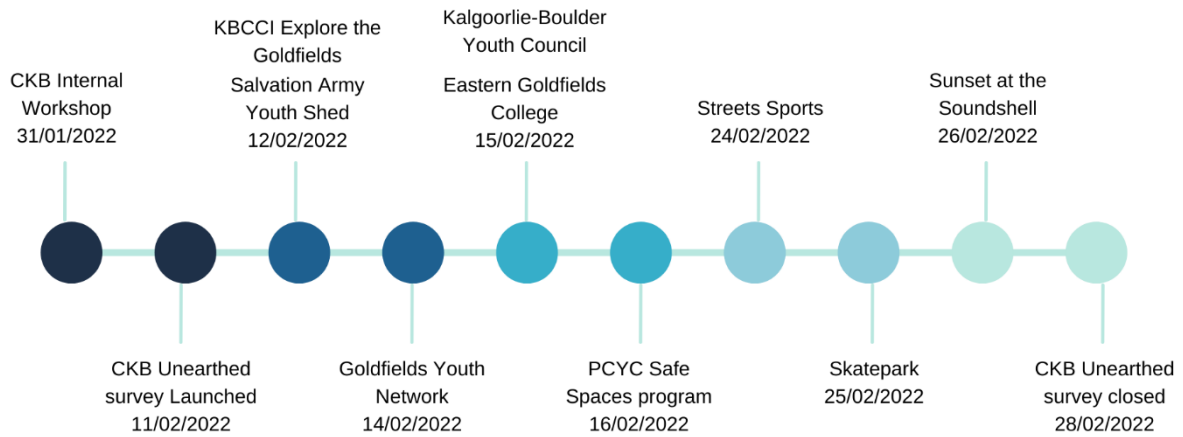 CKB Internal
Workshop
31/01/2022
CKB Unearthed
survey Launched
11/02/2022
KBCCI Explore the
Goldfields
Salvation Army
Youth Shed
12/02/2022
Goldfields Youth
Network
14/02/2022
Kalgoorlie-Boulder
Youth Council
Eastern Goldfields
College
15/02/2022
PCYC Safe
Spaces program
16/02/2022
Streets Sports
24/02/2022
Skatepark
25/02/2022
Sunset at the
Soundshell
26/02/2022
CKB Unearthed
survey closed
28/02/2022